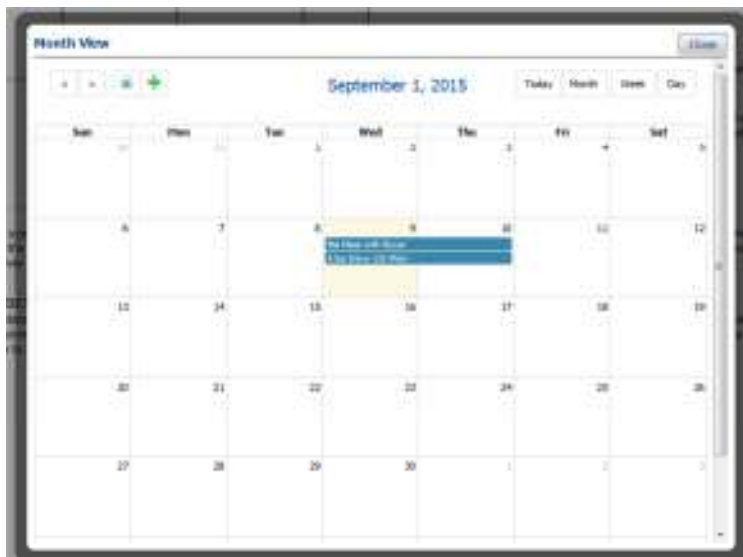 Month View
Close
September 1, 2015
Today Month Week Day
Sun Mon Tue Wed Thu Fri Sat
1 2 3 4 5
6 7 8 9 10 11 12
13 14 15 16 17 18 19
20 21 22 23 24 25 26
27 28 29 30 1 2 3